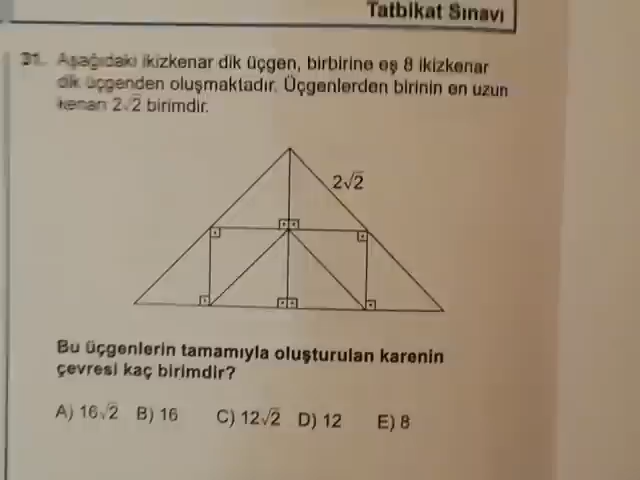 Tatbikat Sınavı
31. Aşağıdaki ikizkenar dik üçgen, birbirine eş 8 ikizkenar
dik üçgenden oluşmaktadır. Üçgenlerden birinin en uzun
kenarı 2√2 birimdir.
2√2
Bu üçgenlerin tamamıyla oluşturulan karenin
çevresi kaç birimdir?
A) 16√2 B) 16 C) 12√2 D) 12 E) 8